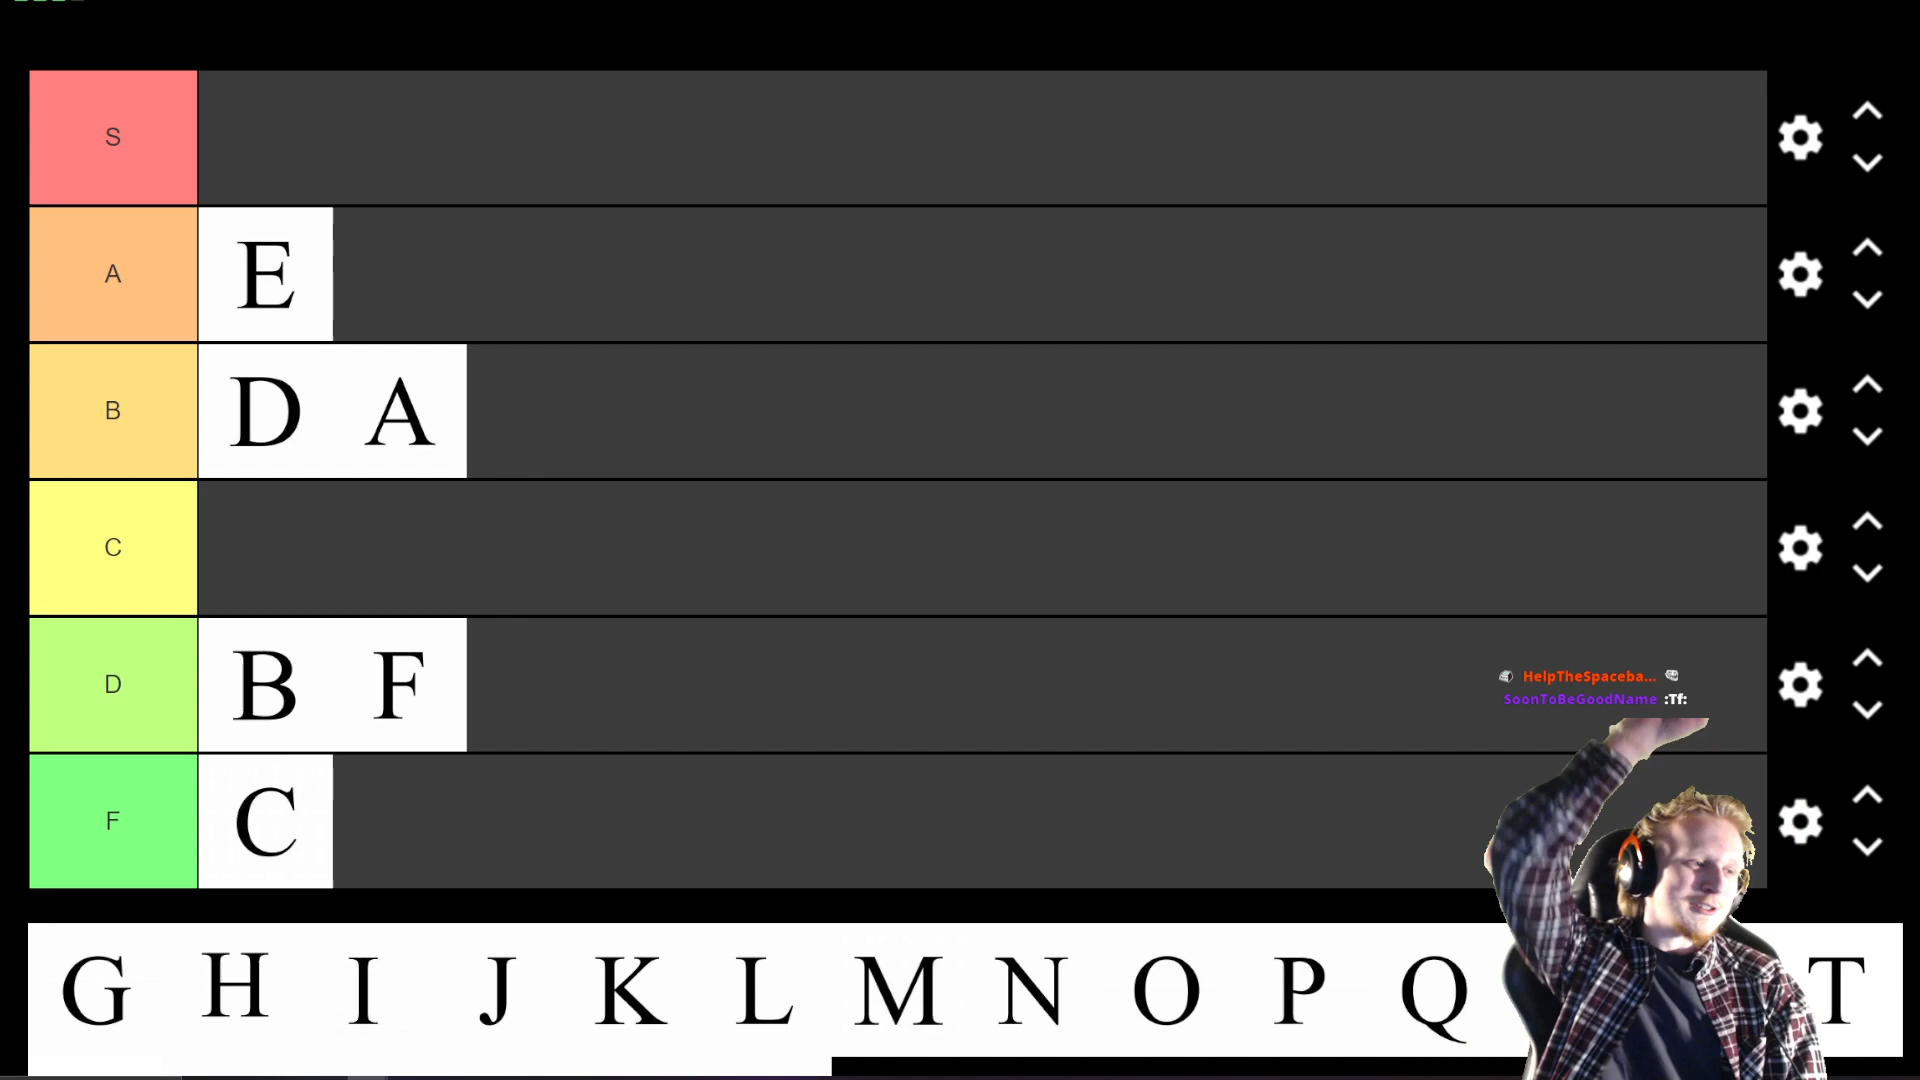 S
A E
B D A
C
D B F
HelpTheSpaceba...
SoonToBeGoodName :Tf:
F C
G H I J K L M N O P Q T